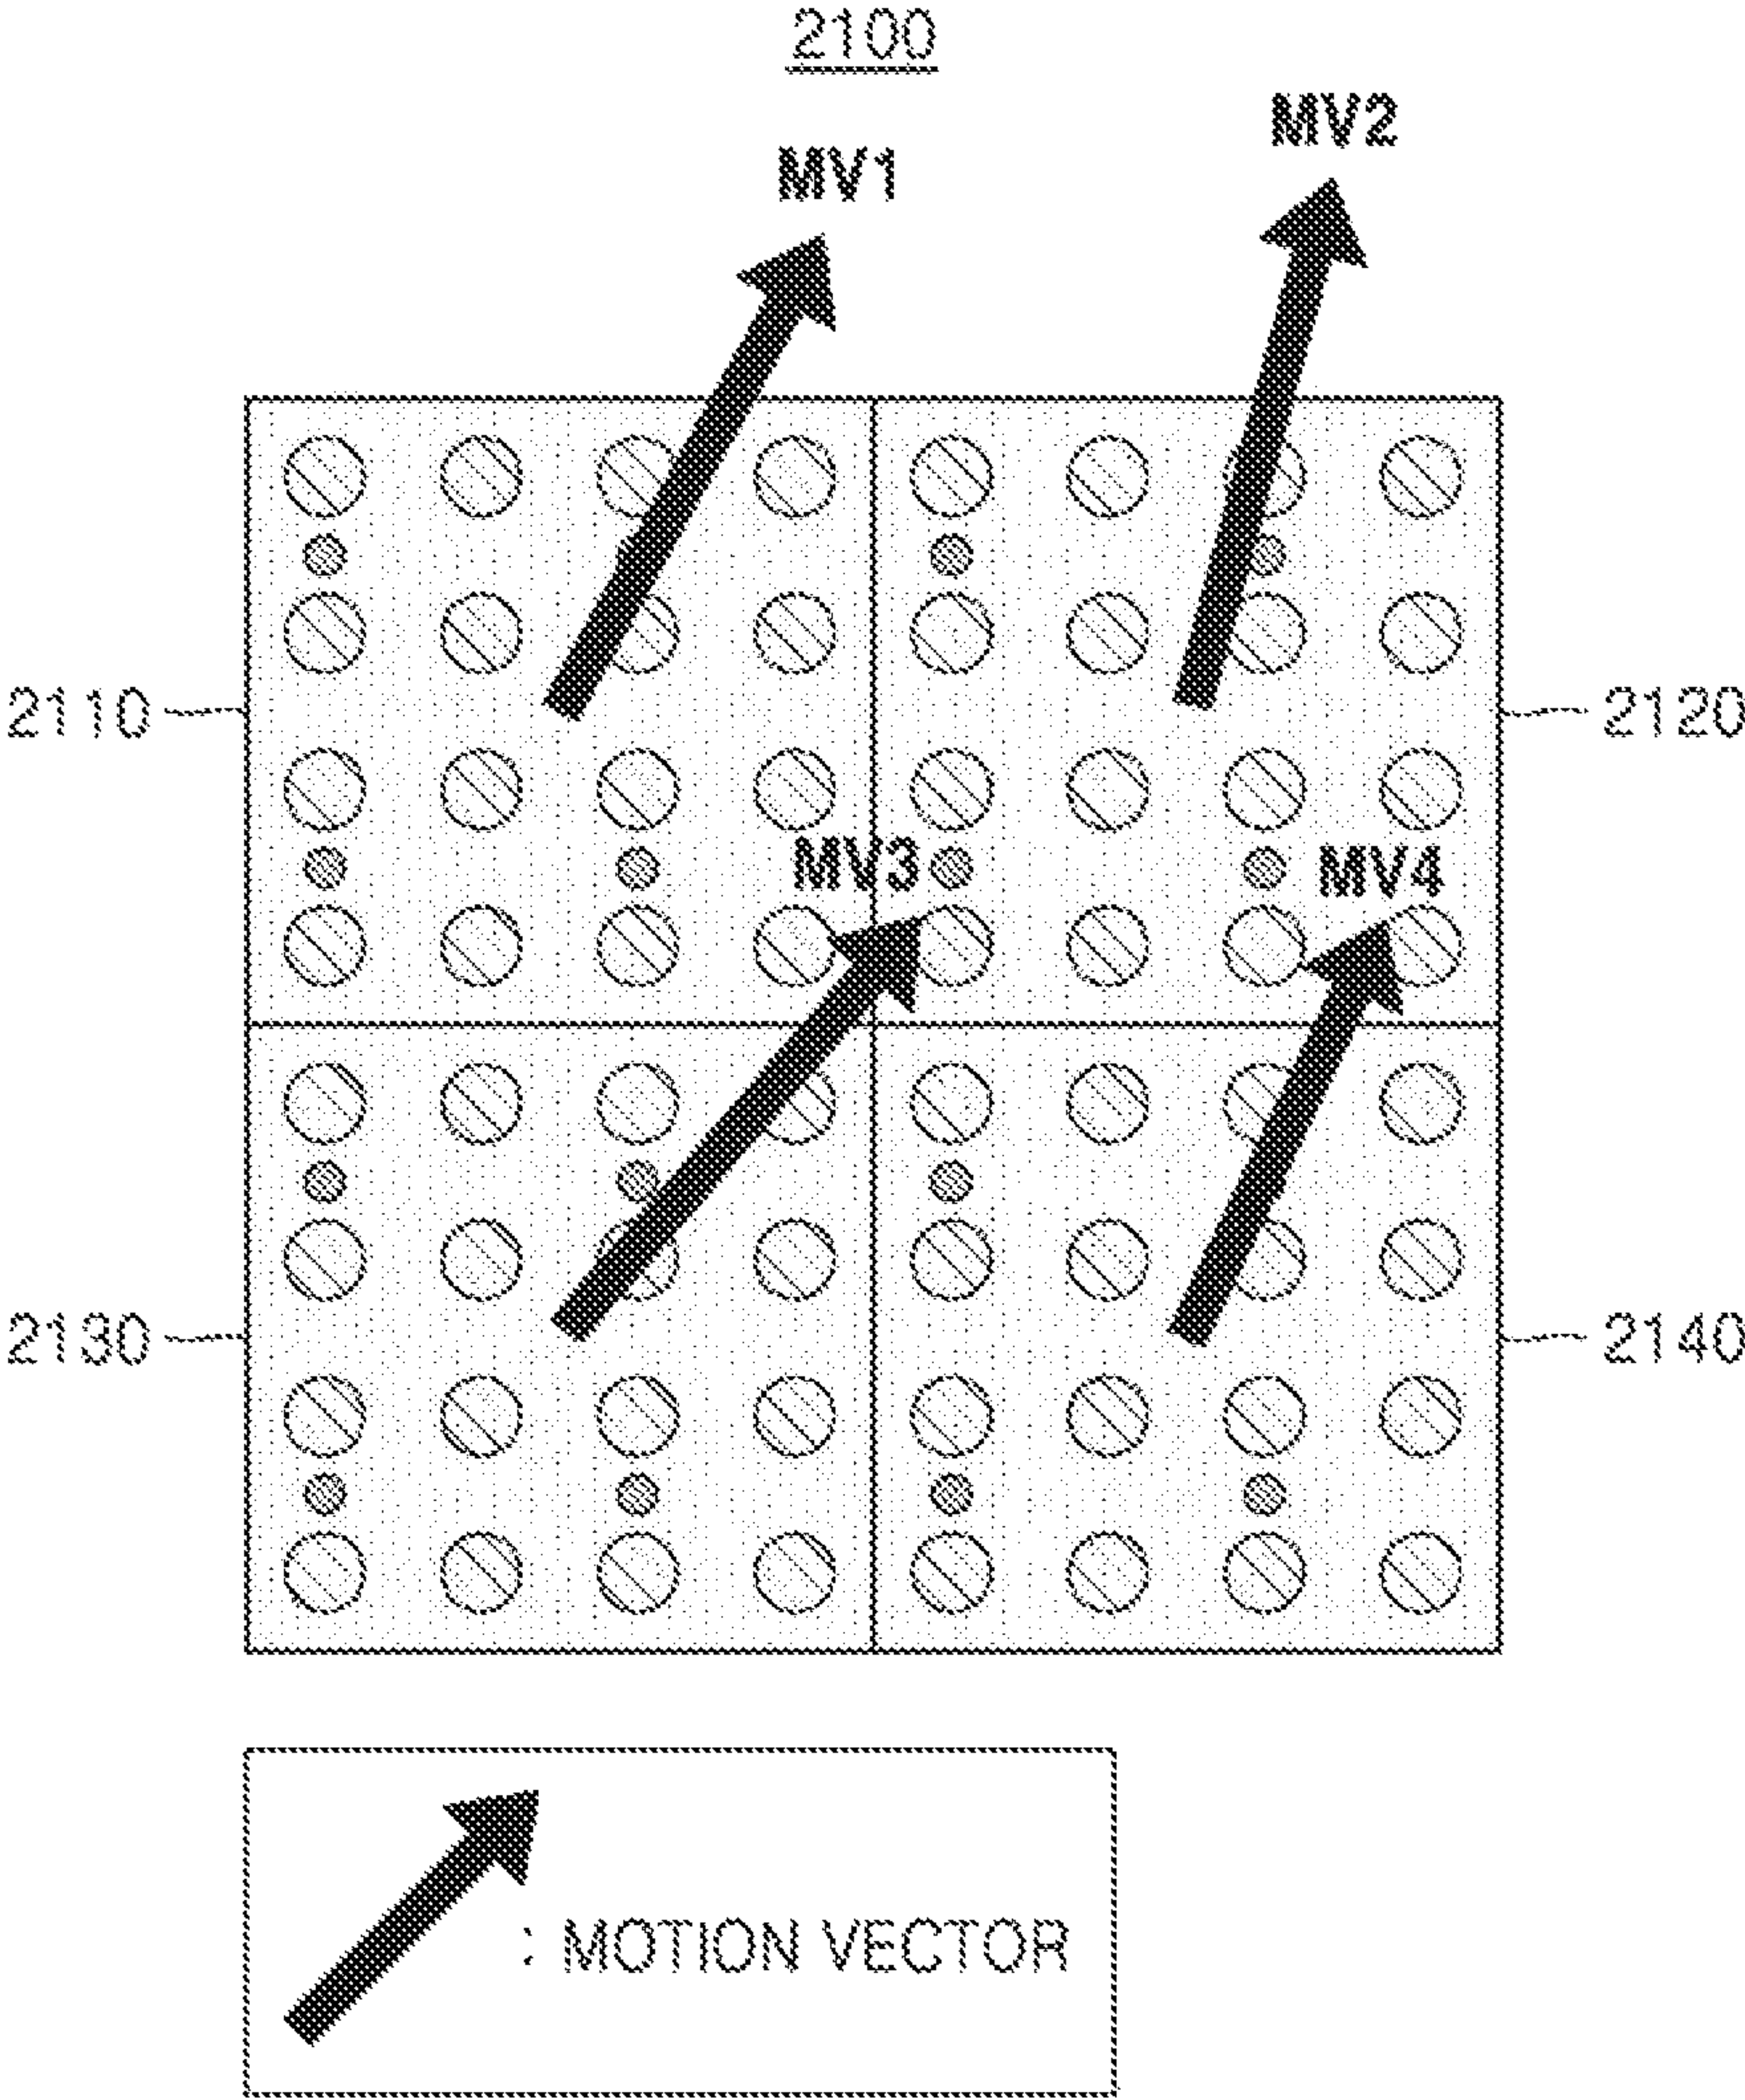 2100
MV1
MV2
2110
2120
MV3
MV4
2130
2140
: MOTION VECTOR